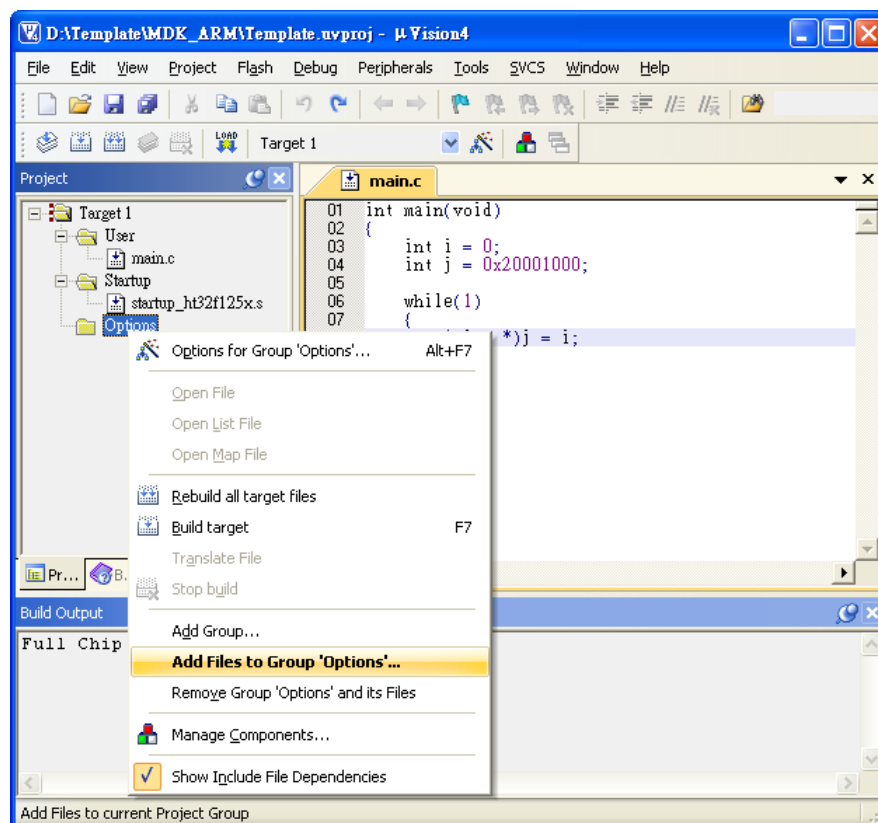 D:\Template\MDK_ARM\Template.uvproj - µVision4
File Edit View Project Flash Debug Peripherals Tools SVCS Window Help
LOAD Target 1
Project
main.c
Target 1
User
main.c
Startup
startup_ht32f125x.s
Options
01 int main(void)
02 {
03 int i = 0;
04 int j = 0x20001000;
05
06 while(1)
07 {
*)j = i;
Options for Group 'Options'... Alt+F7
Open File
Open List File
Open Map File
Rebuild all target files
Build target F7
Translate File
Stop build
Add Group...
Add Files to Group 'Options'...
Remove Group 'Options' and its Files
Manage Components...
Show Include File Dependencies
Pr... B.
Build Output
Full Chip
Add Files to current Project Group